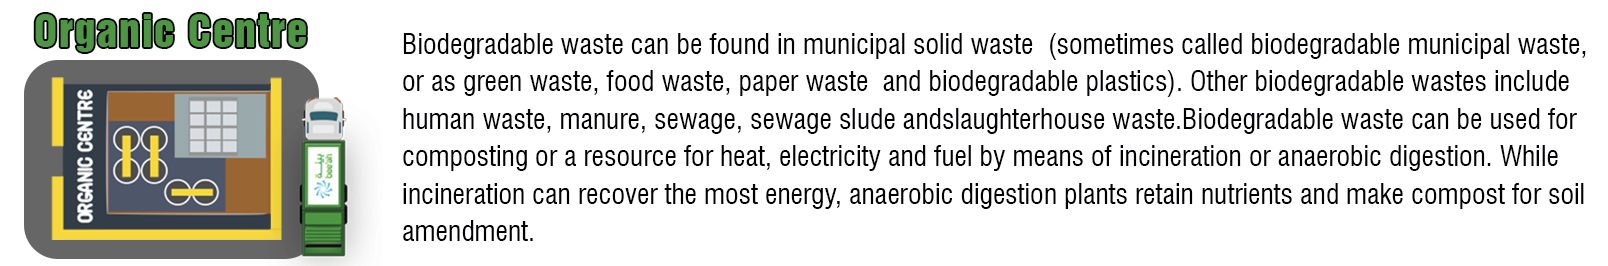 Organic Centre
ORGANIC CENTRE
بيئة
bee'ah
Biodegradable waste can be found in municipal solid waste (sometimes called biodegradable municipal waste,
or as green waste, food waste, paper waste and biodegradable plastics). Other biodegradable wastes include
human waste, manure, sewage, sewage slude andslaughterhouse waste.Biodegradable waste can be used for
composting or a resource for heat, electricity and fuel by means of incineration or anaerobic digestion. While
incineration can recover the most energy, anaerobic digestion plants retain nutrients and make compost for soil
amendment.